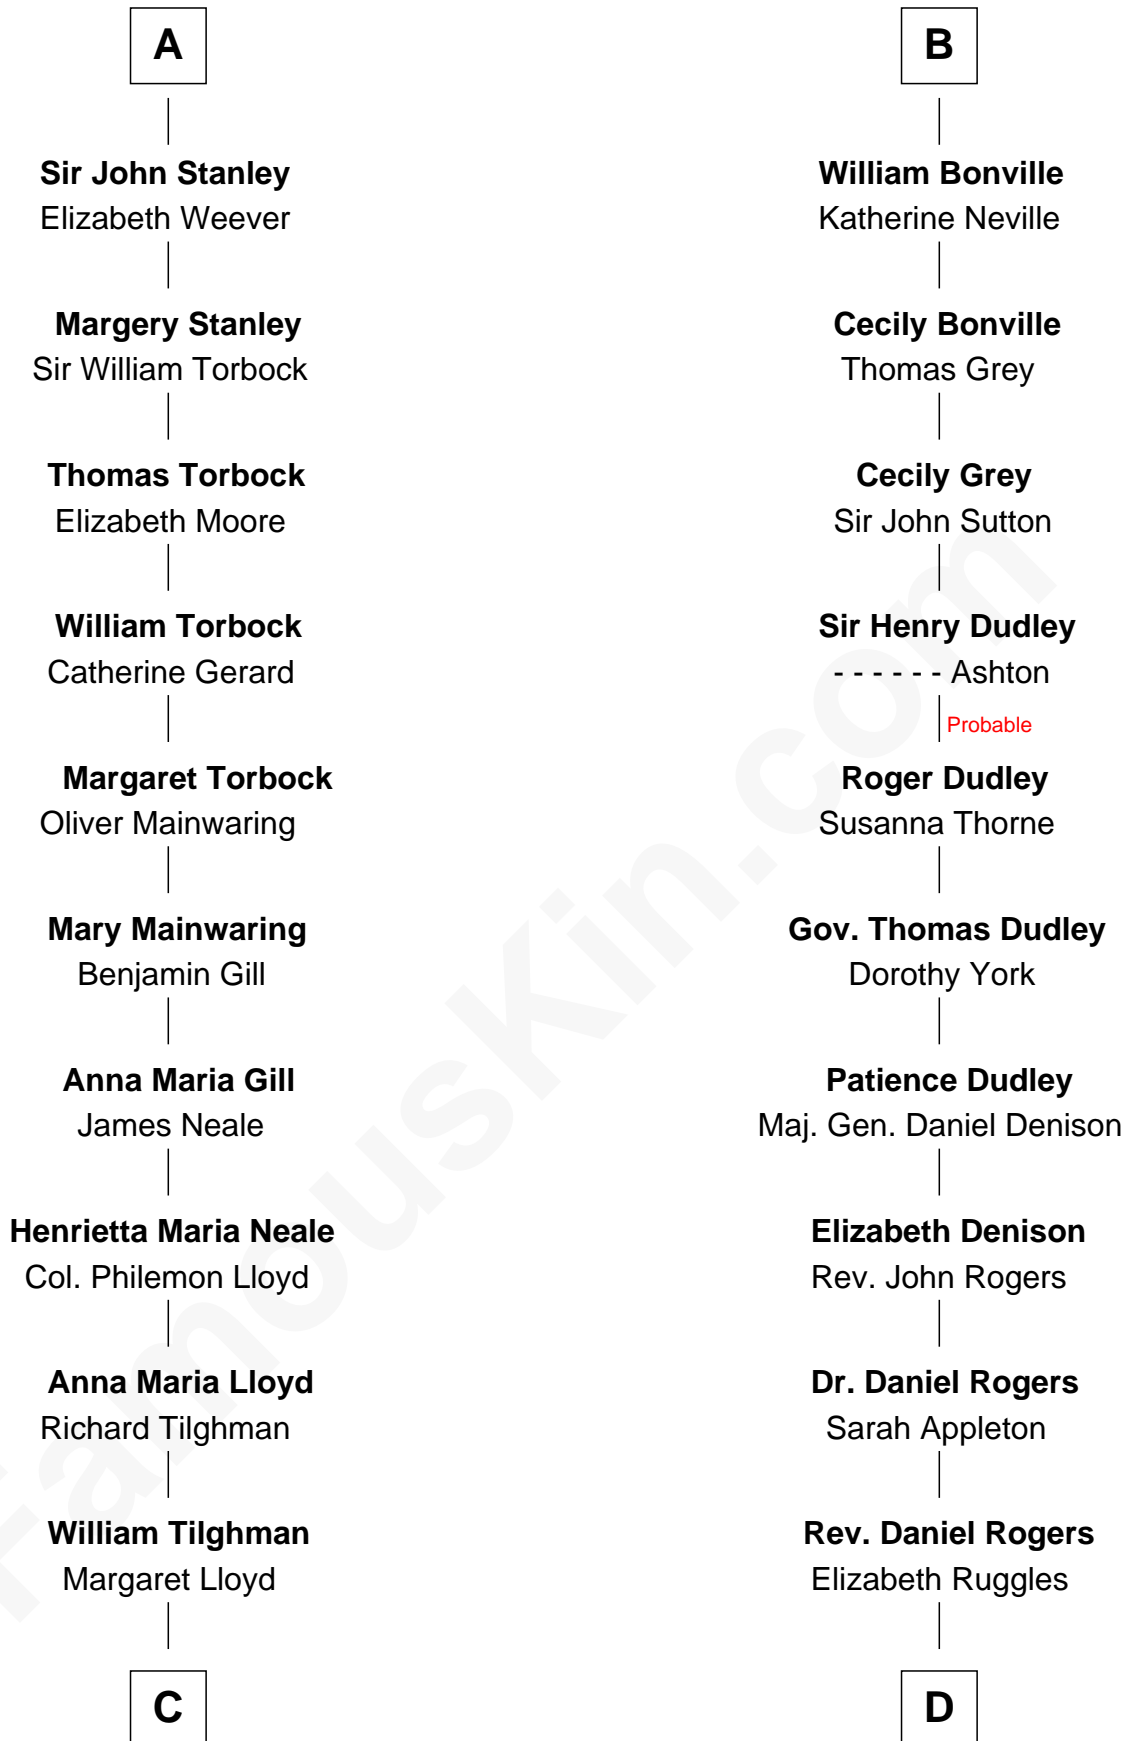 A
Sir John Stanley
Elizabeth Weever
Margery Stanley
Sir William Torbock
Thomas Torbock
Elizabeth Moore
William Torbock
Catherine Gerard
Margaret Torbock
Oliver Mainwaring
Mary Mainwaring
Benjamin Gill
Anna Maria Gill
James Neale
Henrietta Maria Neale
Col. Philemon Lloyd
Anna Maria Lloyd
Richard Tilghman
William Tilghman
Margaret Lloyd
C
B
William Bonville
Katherine Neville
Cecily Bonville
Thomas Grey
Cecily Grey
Sir John Sutton
Sir Henry Dudley
- - - - - - Ashton
Probable
Roger Dudley
Susanna Thorne
Gov. Thomas Dudley
Dorothy York
Patience Dudley
Maj. Gen. Daniel Denison
Elizabeth Denison
Rev. John Rogers
Dr. Daniel Rogers
Sarah Appleton
Rev. Daniel Rogers
Elizabeth Ruggles
D
FamousKin.com